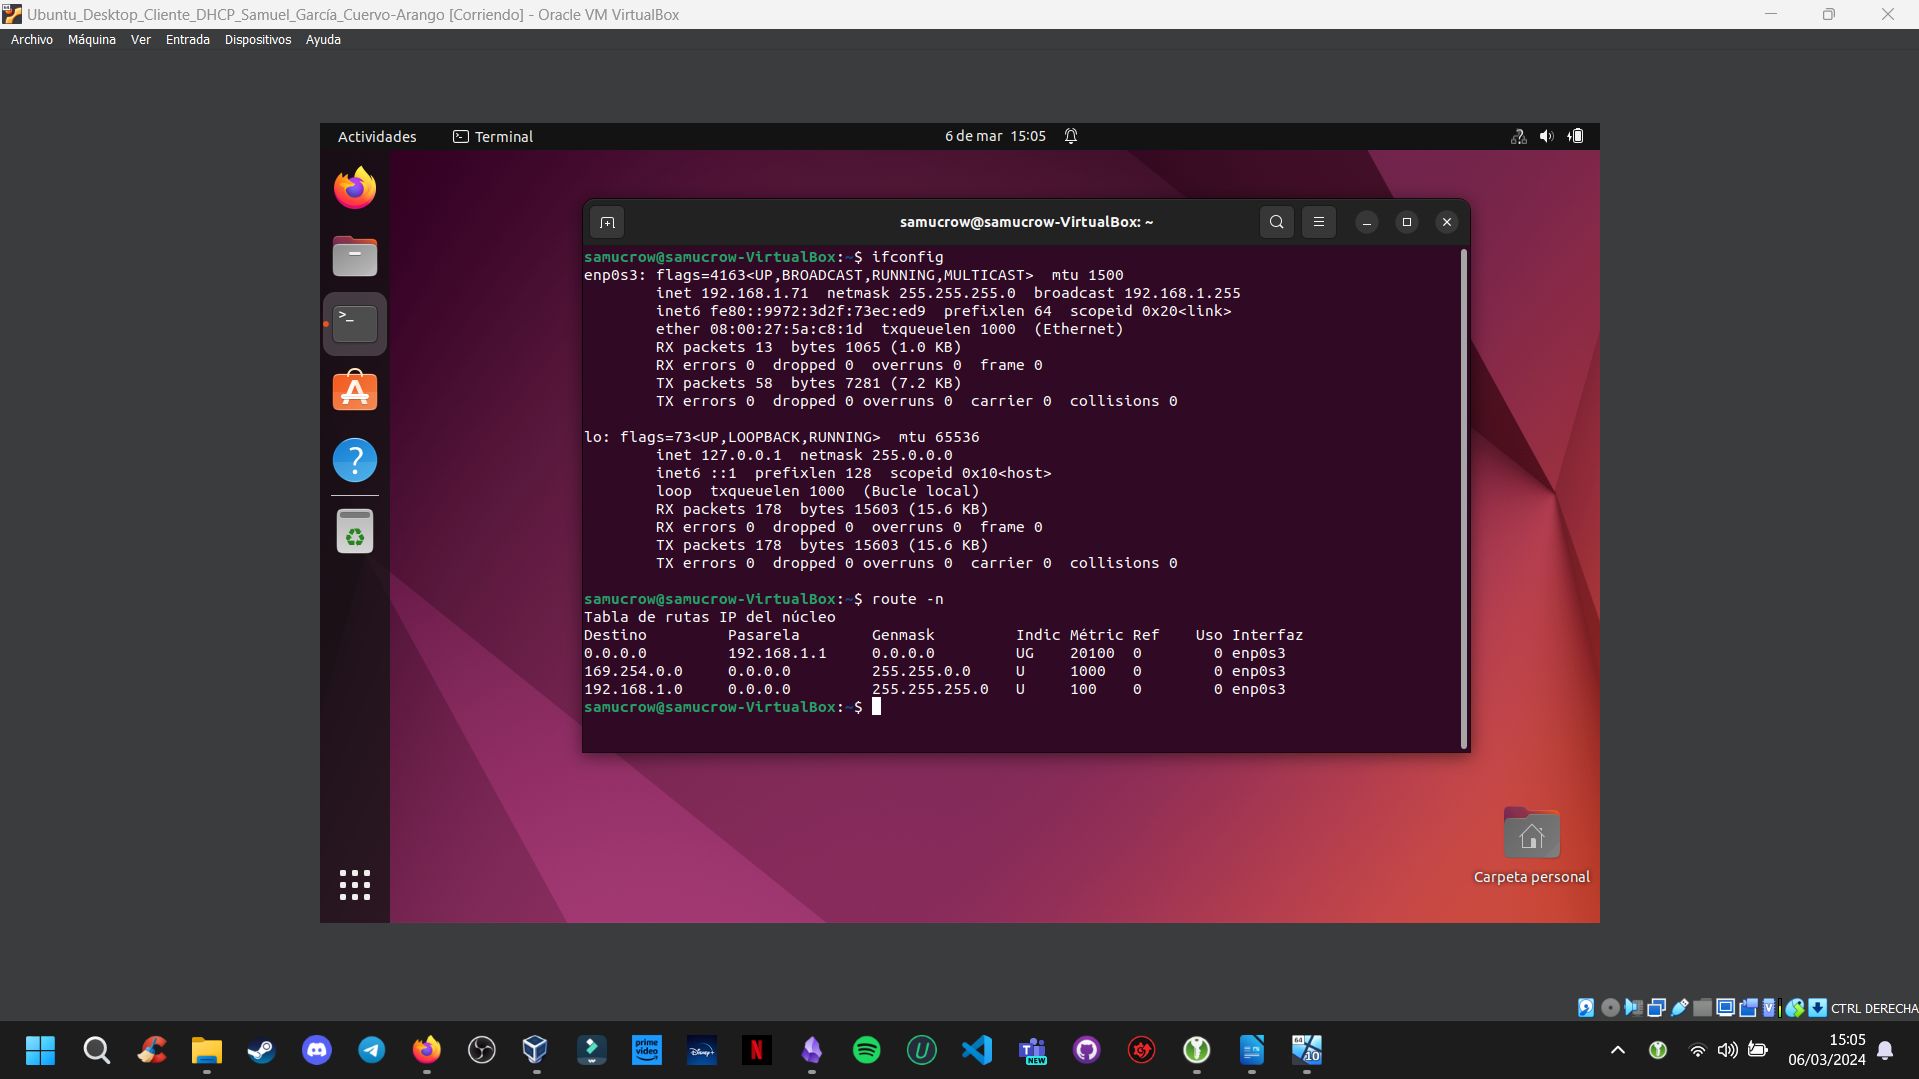 Ubuntu_Desktop_Cliente_DHCP_Samuel_García_Cuervo-Arango [Corriendo] - Oracle VM VirtualBox
Archivo Máquina Ver Entrada Dispositivos Ayuda
Actividades Terminal 6 de mar 15:05
samucrow@samucrow-VirtualBox: ~
samucrow@samucrow-VirtualBox:~$ ifconfig
enp0s3: flags=4163<UP,BROADCAST,RUNNING,MULTICAST>  mtu 1500
        inet 192.168.1.71  netmask 255.255.255.0  broadcast 192.168.1.255
        inet6 fe80::9972:3d2f:73ec:ed9  prefixlen 64  scopeid 0x20<link>
        ether 08:00:27:5a:c8:1d  txqueuelen 1000  (Ethernet)
        RX packets 13  bytes 1065 (1.0 KB)
        RX errors 0  dropped 0  overruns 0  frame 0
        TX packets 58  bytes 7281 (7.2 KB)
        TX errors 0  dropped 0 overruns 0  carrier 0  collisions 0
lo: flags=73<UP,LOOPBACK,RUNNING>  mtu 65536
        inet 127.0.0.1  netmask 255.0.0.0
        inet6 ::1  prefixlen 128  scopeid 0x10<host>
        loop  txqueuelen 1000  (Bucle local)
        RX packets 178  bytes 15603 (15.6 KB)
        RX errors 0  dropped 0  overruns 0  frame 0
        TX packets 178  bytes 15603 (15.6 KB)
        TX errors 0  dropped 0 overruns 0  carrier 0  collisions 0
samucrow@samucrow-VirtualBox:~$ route -n
Tabla de rutas IP del núcleo
Destino         Pasarela        Genmask         Indic Métric Ref    Uso Interfaz
0.0.0.0         192.168.1.1     0.0.0.0         UG    20100  0        0 enp0s3
169.254.0.0     0.0.0.0         255.255.0.0     U     1000   0        0 enp0s3
192.168.1.0     0.0.0.0         255.255.255.0   U     100    0        0 enp0s3
samucrow@samucrow-VirtualBox:~$
Carpeta personal
CTRL DERECHA
prime video
Disney+
N
NEW
64
10
15:05
06/03/2024